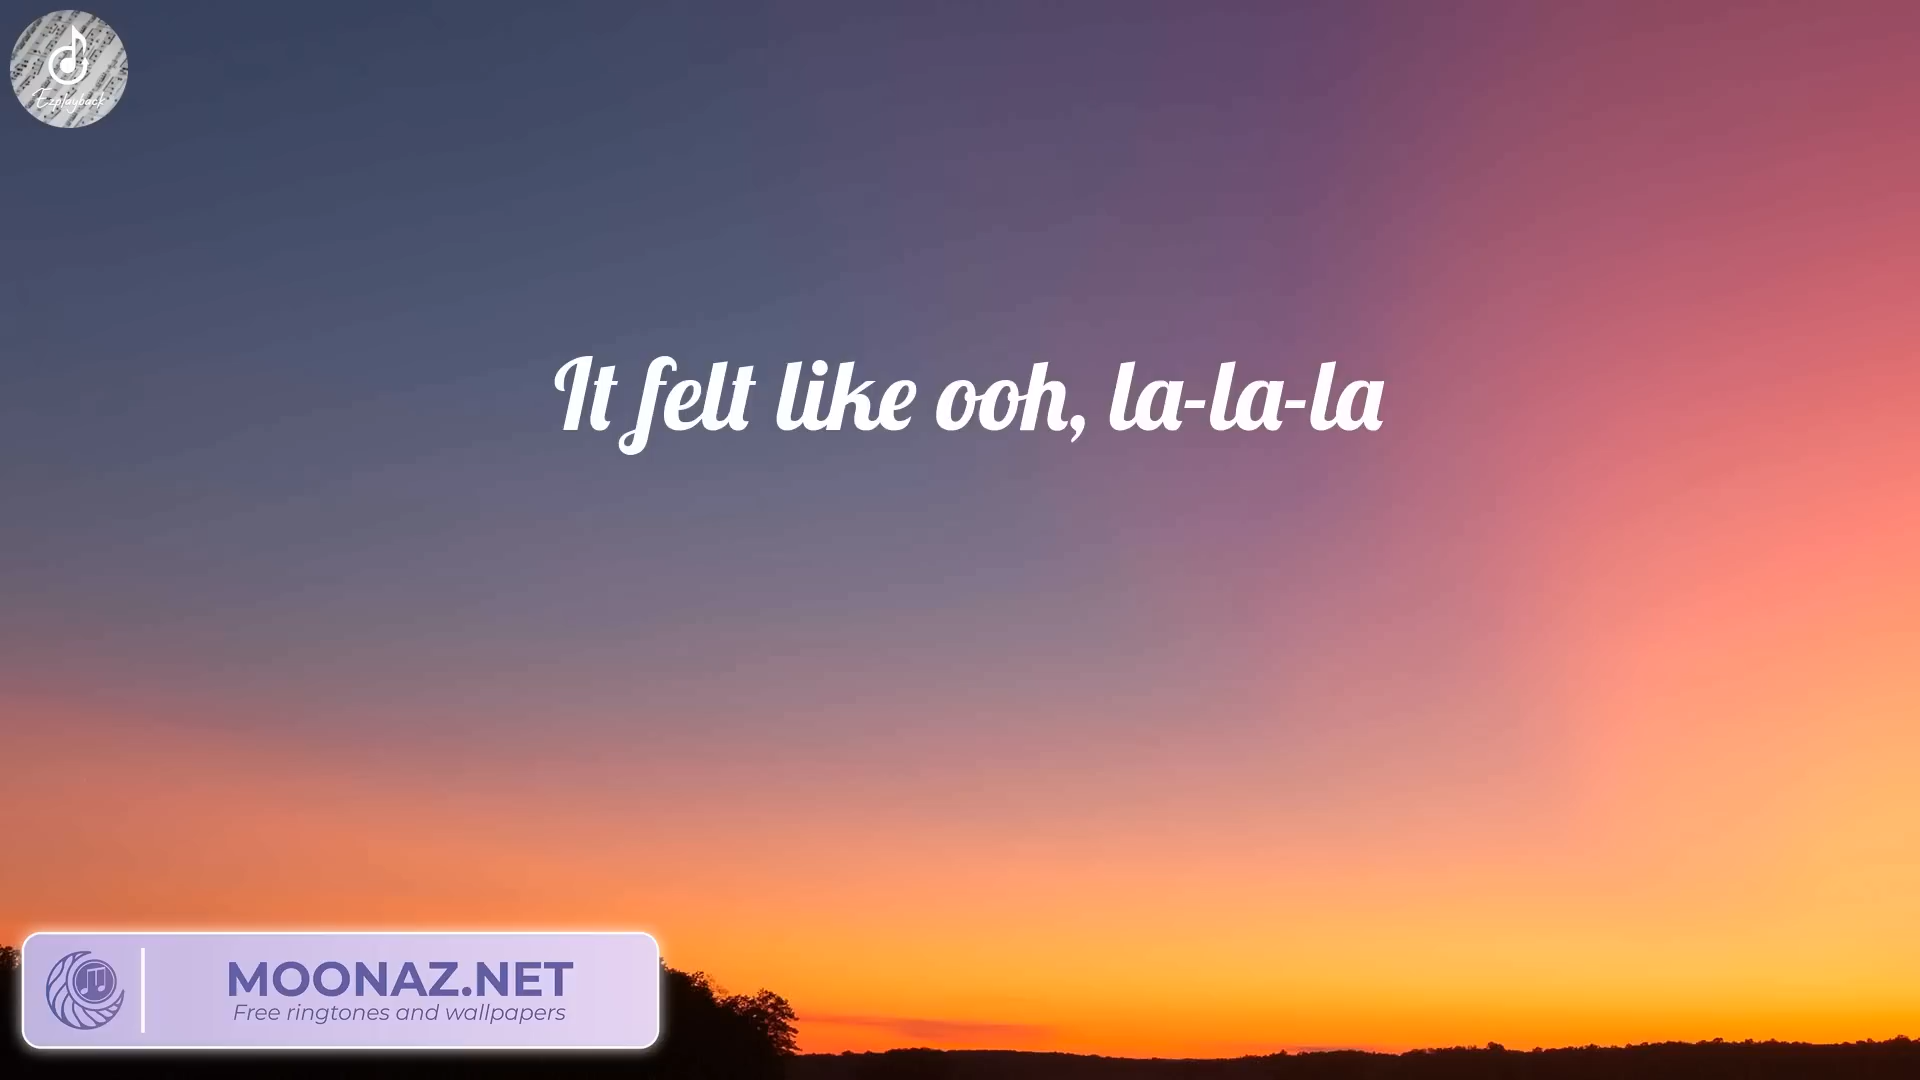 Ezplayback
It felt like ooh, la-la-la
MOONAZ.NET
Free ringtones and wallpapers